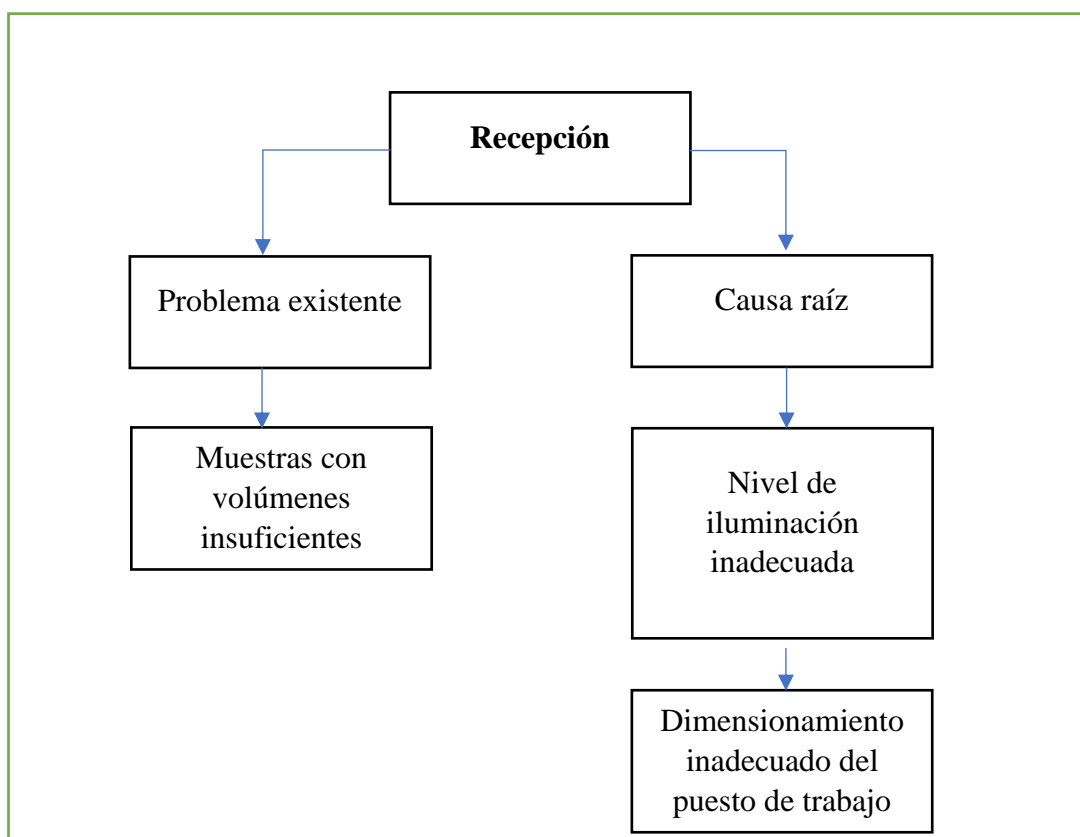 Recepción
Problema existente
Causa raíz
Muestras con
volúmenes
insuficientes
Nivel de
iluminación
inadecuada
Dimensionamiento
inadecuado del
puesto de trabajo